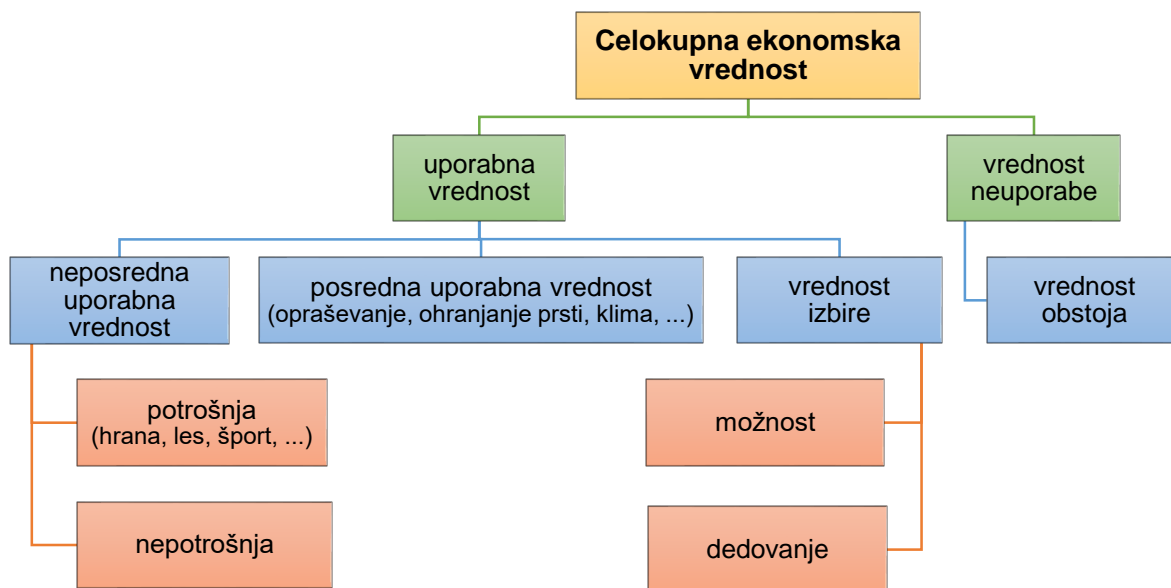 Celokupna ekonomska
vrednost
uporabna
vrednost
vrednost
neuporabe
neposredna
uporabna
vrednost
posredna uporabna vrednost
(opraševanje, ohranjanje prsti, klima, ...)
vrednost
izbire
vrednost
obstoja
potrošnja
(hrana, les, šport, ...)
možnost
nepotrošnja
dedovanje